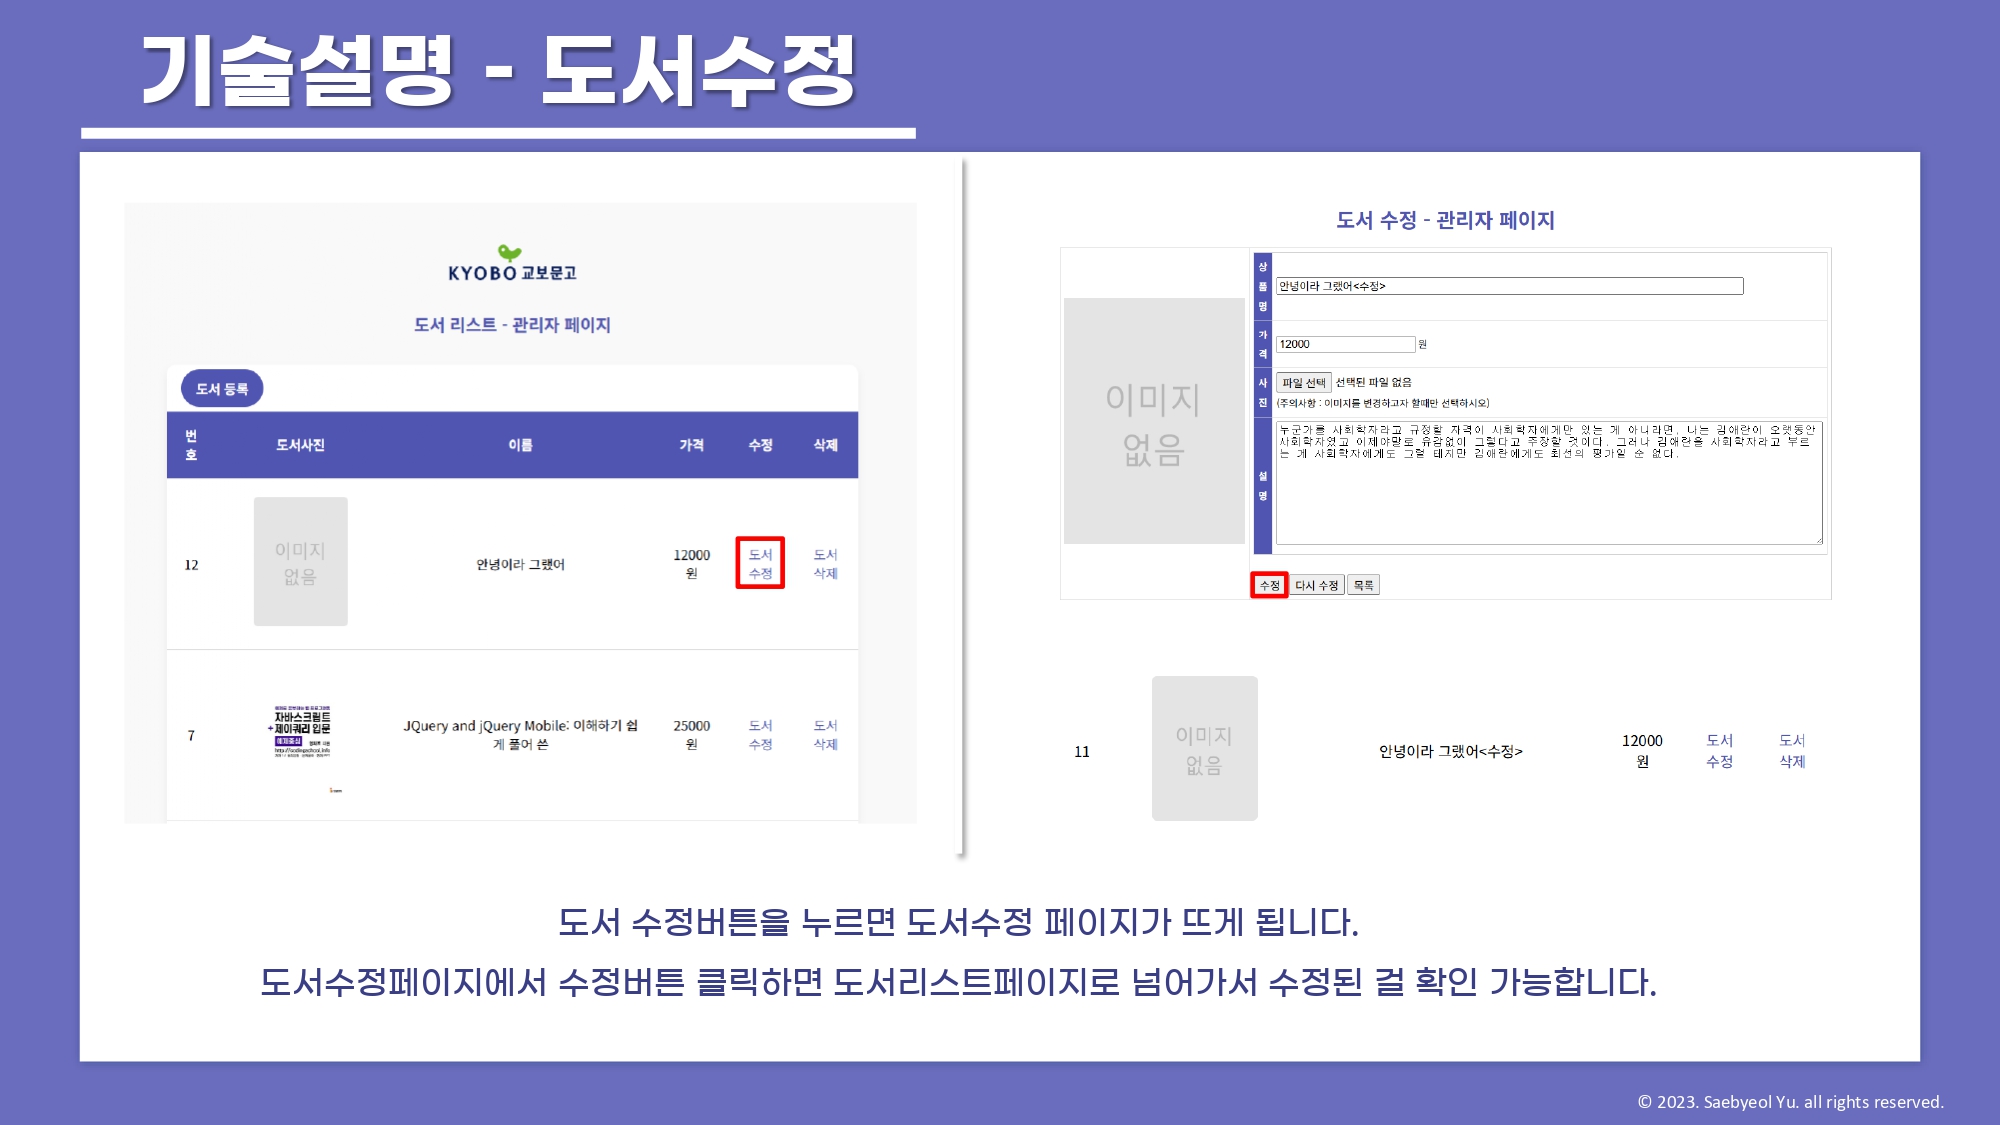 기술설명 - 도서수정
KYOBO 교보문고
도서 리스트 - 관리자 페이지
도서 등록
번호 도서사진 이름 가격 수정 삭제
12 이미지 없음 안녕이라 그랬어 12000 원 도서 수정 도서 삭제
자바스크립트
+제이쿼리 입문
예제중심
7 JQuery and jQuery Mobile: 이해하기 쉽 25000 도서 도서
게 풀어 쓴 원 수정 삭제
도서 수정 - 관리자 페이지
이미지
없음
상품명 안녕이라 그랬어<수정>
가격 12000 원
사진 파일 선택 선택된 파일 없음
(주의사항 : 이미지를 변경하고자 할때만 선택하시오)
설명
누군가를 사회학자라고 규정할 자격이 사회학자에게만 있는 게 아니라면, 나는 김애란이 오랫동안
사회학자였고 이제야말로 유감없이 그렇다고 주장할 것이다. 그러나 김애란을 사회학자라고 부르
는 게 사회학자에게도 그럴 테지만 김애란에게도 최선의 평가일 순 없다.
수정 다시 수정 목록
11 이미지 없음 안녕이라 그랬어<수정> 12000 원 도서 수정 도서 삭제
도서 수정버튼을 누르면 도서수정 페이지가 뜨게 됩니다.
도서수정페이지에서 수정버튼 클릭하면 도서리스트페이지로 넘어가서 수정된 걸 확인 가능합니다.
© 2023. Saebyeol Yu. all rights reserved.